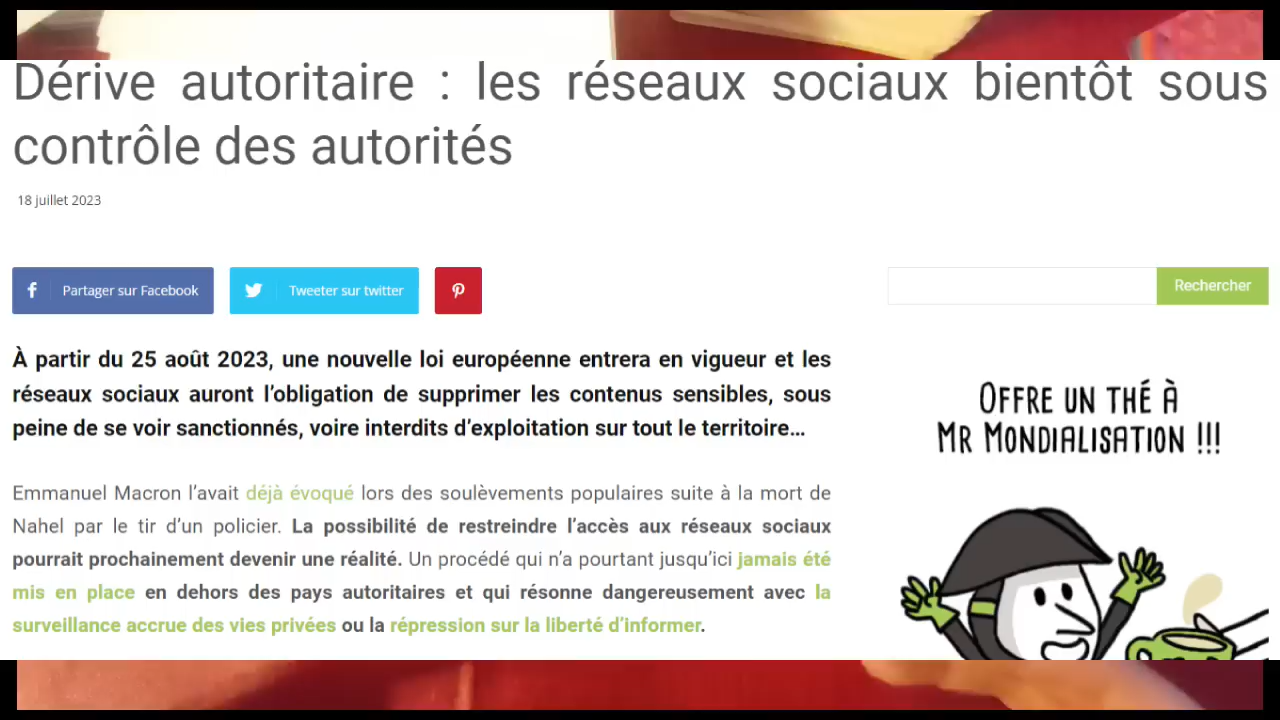 Dérive autoritaire : les réseaux sociaux bientôt sous
contrôle des autorités
18 juillet 2023
Partager sur Facebook
Tweeter sur twitter
Rechercher
À partir du 25 août 2023, une nouvelle loi européenne entrera en vigueur et les
réseaux sociaux auront l’obligation de supprimer les contenus sensibles, sous
peine de se voir sanctionnés, voire interdits d’exploitation sur tout le territoire…
Emmanuel Macron l’avait déjà évoqué lors des soulèvements populaires suite à la mort de
Nahel par le tir d’un policier. La possibilité de restreindre l’accès aux réseaux sociaux
pourrait prochainement devenir une réalité. Un procédé qui n’a pourtant jusqu’ici jamais été
mis en place en dehors des pays autoritaires et qui résonne dangereusement avec la
surveillance accrue des vies privées ou la répression sur la liberté d’informer.
OFFRE UN THÉ À
MR MONDIALISATION !!!